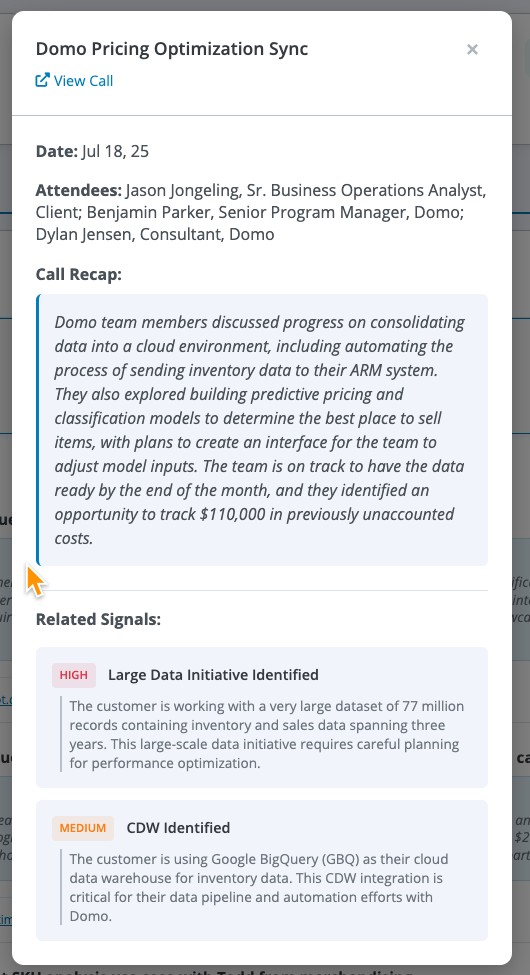 Domo Pricing Optimization Sync
×
View Call
Date: Jul 18, 25
Attendees: Jason Jongeling, Sr. Business Operations Analyst,
Client; Benjamin Parker, Senior Program Manager, Domo;
Dylan Jensen, Consultant, Domo
Call Recap:
Domo team members discussed progress on consolidating
data into a cloud environment, including automating the
process of sending inventory data to their ARM system.
They also explored building predictive pricing and
classification models to determine the best place to sell
items, with plans to create an interface for the team to
adjust model inputs. The team is on track to have the data
ready by the end of the month, and they identified an
opportunity to track $110,000 in previously unaccounted
costs.
Related Signals:
HIGH Large Data Initiative Identified
The customer is working with a very large dataset of 77 million
records containing inventory and sales data spanning three
years. This large-scale data initiative requires careful planning
for performance optimization.
MEDIUM CDW Identified
The customer is using Google BigQuery (GBQ) as their cloud
data warehouse for inventory data. This CDW integration is
critical for their data pipeline and automation efforts with
Domo.